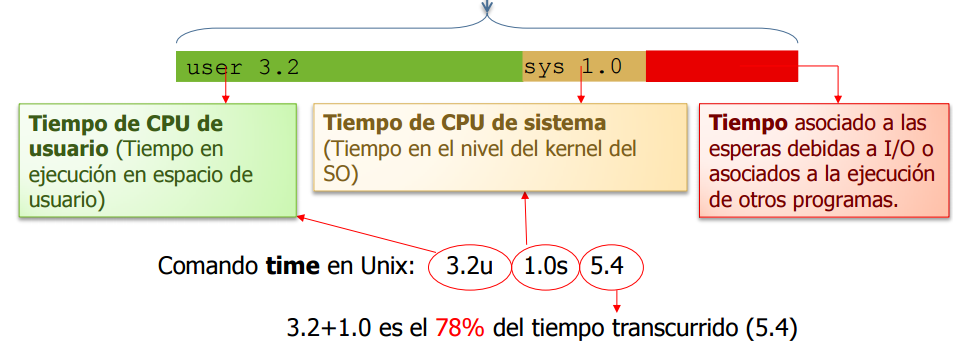 user 3.2
sys 1.0
Tiempo de CPU de
usuario (Tiempo en
ejecución en espacio de
usuario)
Tiempo de CPU de sistema
(Tiempo en el nivel del kernel del
SO)
Tiempo asociado a las
esperas debidas a I/O o
asociados a la ejecución
de otros programas.
Comando time en Unix: 3.2u 1.0s 5.4
3.2+1.0 es el 78% del tiempo transcurrido (5.4)